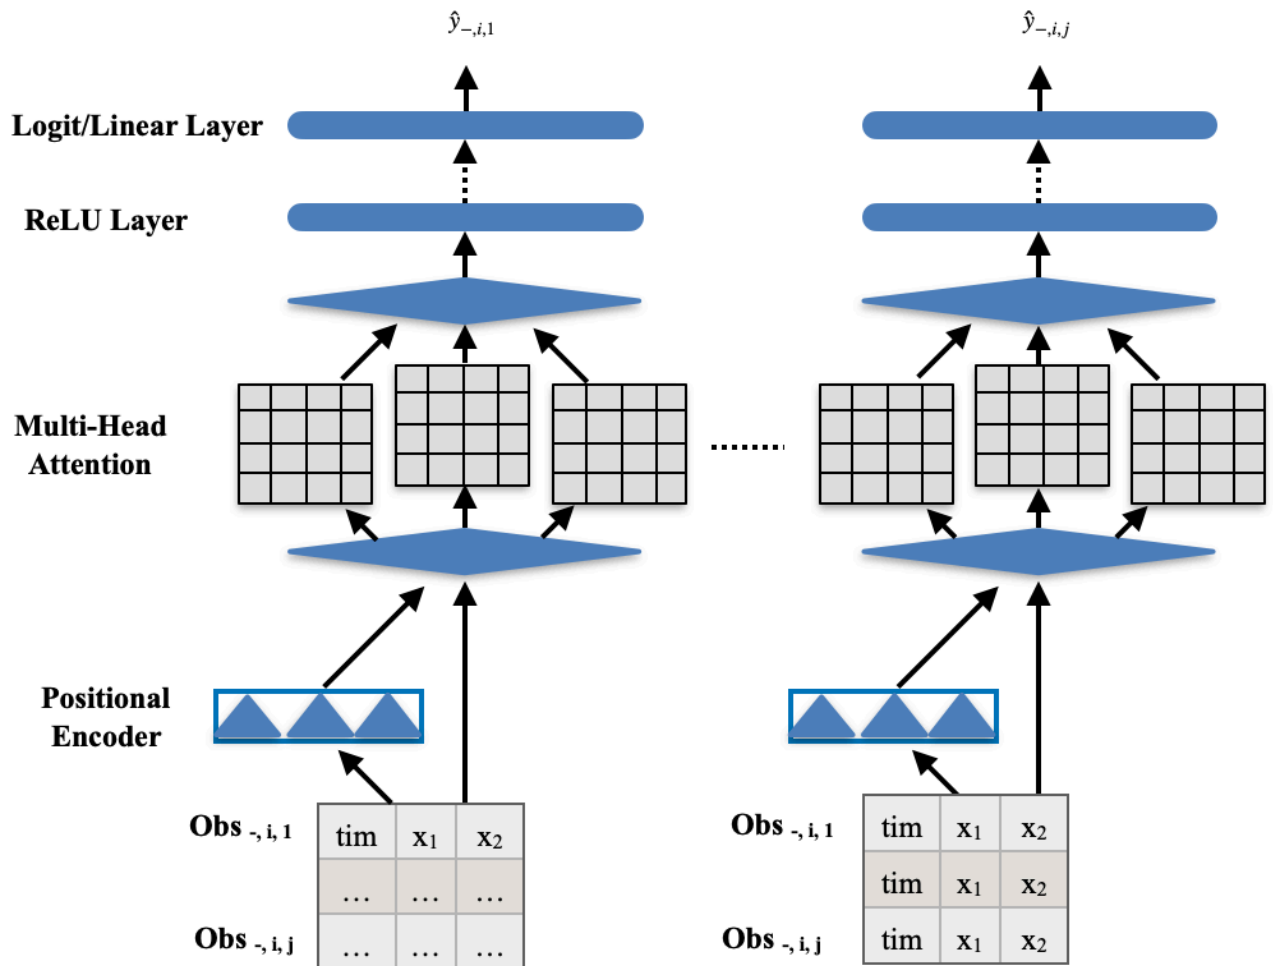 ŷ₋,ᵢ,₁ ŷ₋,ᵢ,ⱼ
Logit/Linear Layer
ReLU Layer
Multi-Head
Attention
........
Positional
Encoder
Obs -, i, 1 tim x₁ x₂
... ... ...
Obs -, i, j ... ... ...
Obs -, i, 1 tim x₁ x₂
tim x₁ x₂
Obs -, i, j tim x₁ x₂